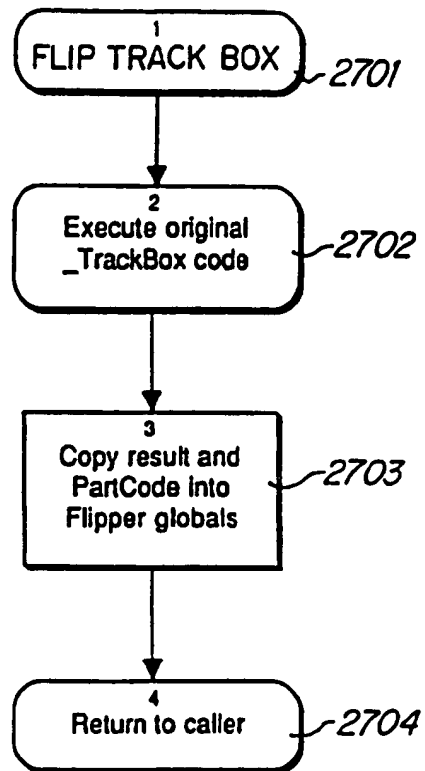 1
FLIP TRACK BOX
2701
2
Execute original
_TrackBox code
2702
3
Copy result and
PartCode into
Flipper globals
2703
4
Return to caller
2704